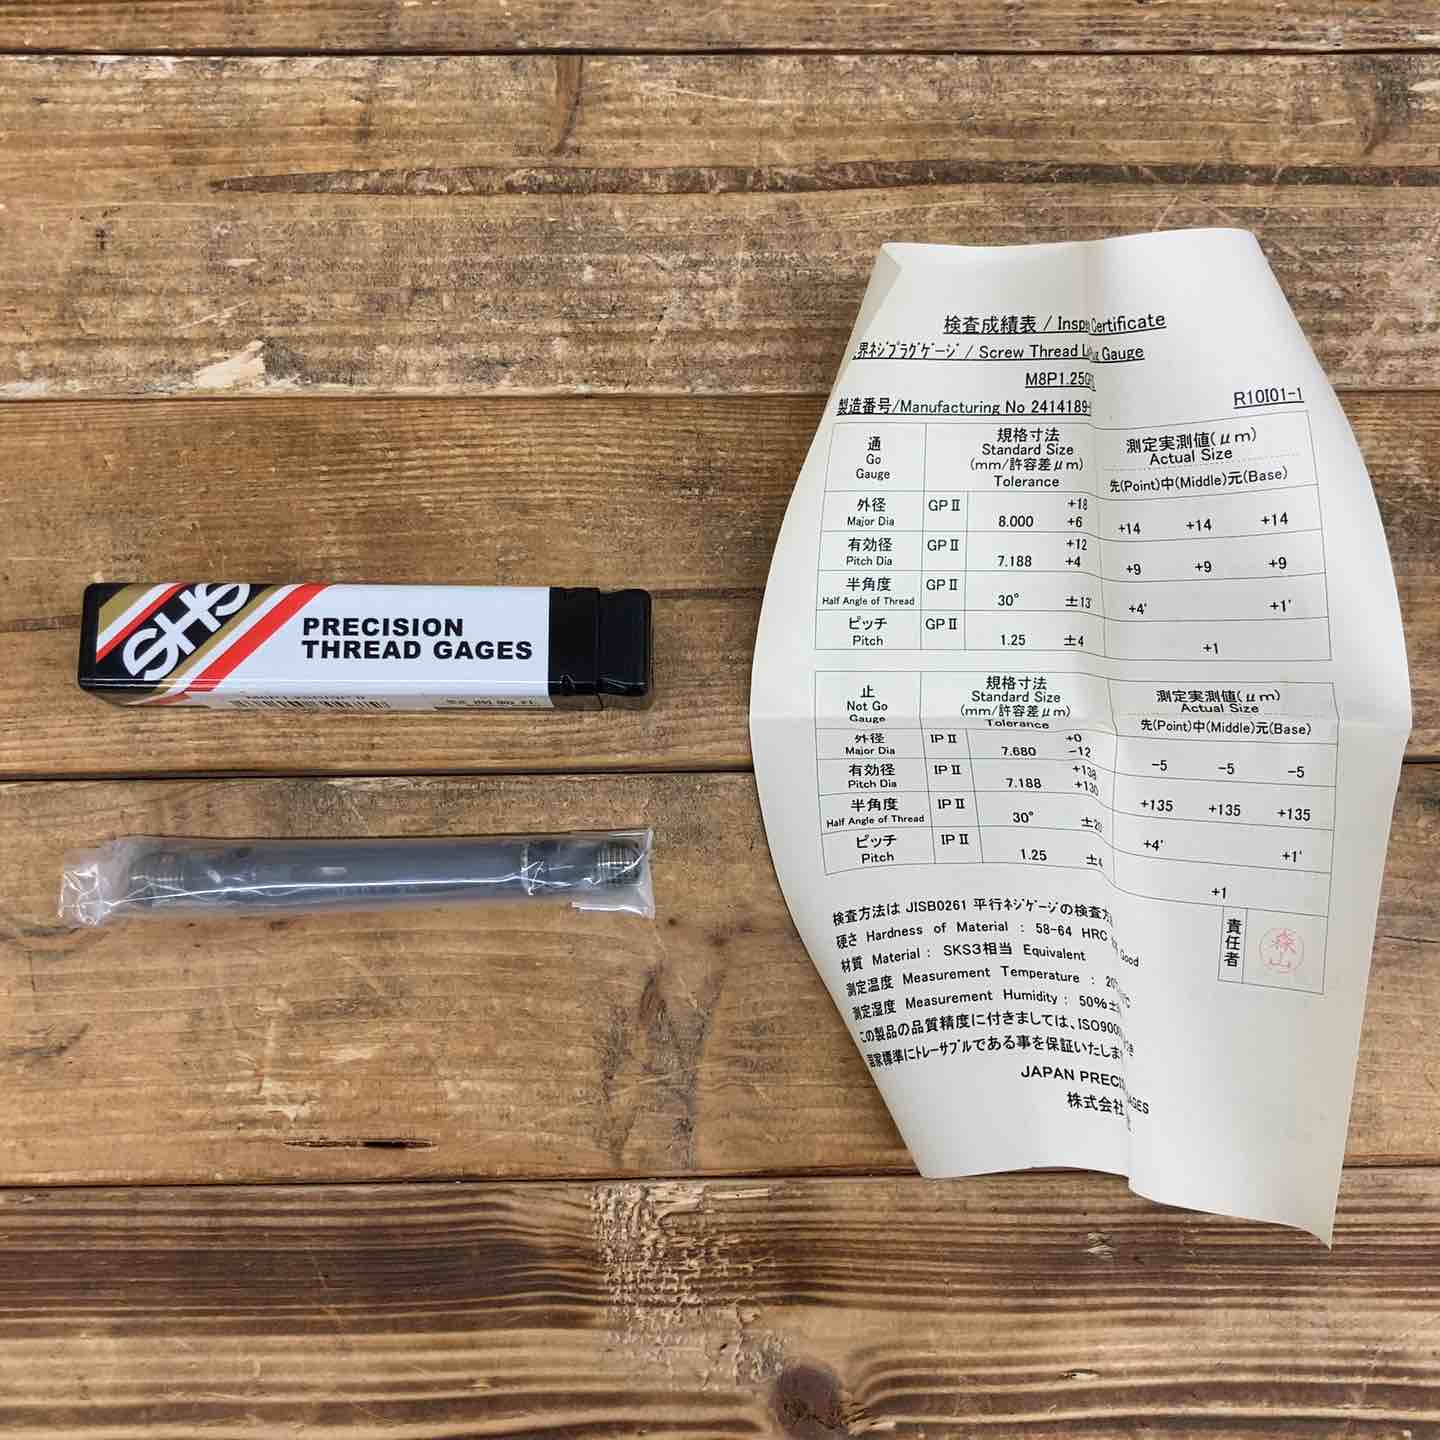 SHS
PRECISION
THREAD GAGES
検査成績表 / Certificate
/ Screw Thread Gauge
M8P1.25
製造番号/Manufacturing No 2414189
R10I01-1
通
Go
Gauge
規格寸法
Standard Size
(mm/許容差μm)
Tolerance
測定実測値(μm)
Actual Size
先(Point)中(Middle)元(Base)
外径
Major Dia
GPⅡ
8.000
+18
+6
+14 +14 +14
有効径
Pitch Dia
GPⅡ
7.188
+12
+4
+9 +9 +9
半角度
Half Angle of Thread
GPⅡ
30°
±13'
+4' +1'
ピッチ
Pitch
GPⅡ
1.25
±4
+1
止
Not Go
Gauge
規格寸法
Standard Size
(mm/許容差μm)
Tolerance
測定実測値(μm)
Actual Size
先(Point)中(Middle)元(Base)
外径
Major Dia
IPⅡ
7.680
+0
-12
-5 -5 -5
有効径
Pitch Dia
IPⅡ
7.188
+138
+130
+135 +135 +135
半角度
Half Angle of Thread
IPⅡ
30°
±20
+4' +1'
ピッチ
Pitch
IPⅡ
1.25
±4
+1
検査方法は JISB0261 平行ネジゲージの検査方
硬さ Hardness of Material : 58-64 HRC Good
材質 Material : SKS3相当 Equivalent
測定温度 Measurement Temperature :
測定湿度 Measurement Humidity : 50%
この製品の品質精度に付きましては、
国家標準にトレーサブルである事を保証いたしま
責任者
森山
JAPAN
株式会社